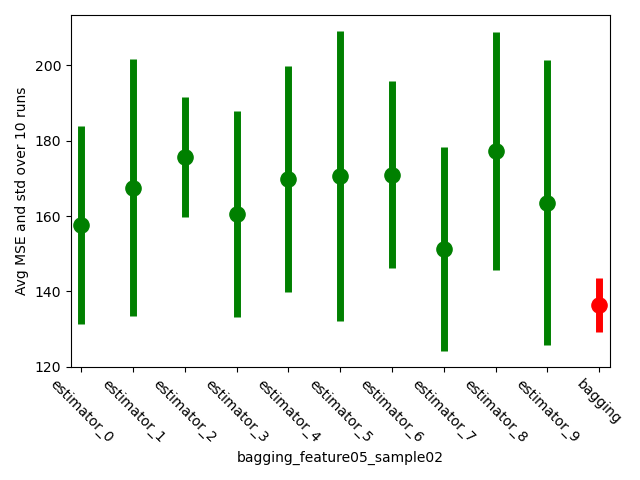 Avg MSE and std over 10 runs
200
180
160
140
120
estimator_0
estimator_1
estimator_2
estimator_3
estimator_4
estimator_5
estimator_6
estimator_7
estimator_8
estimator_9
bagging
bagging_feature05_sample02